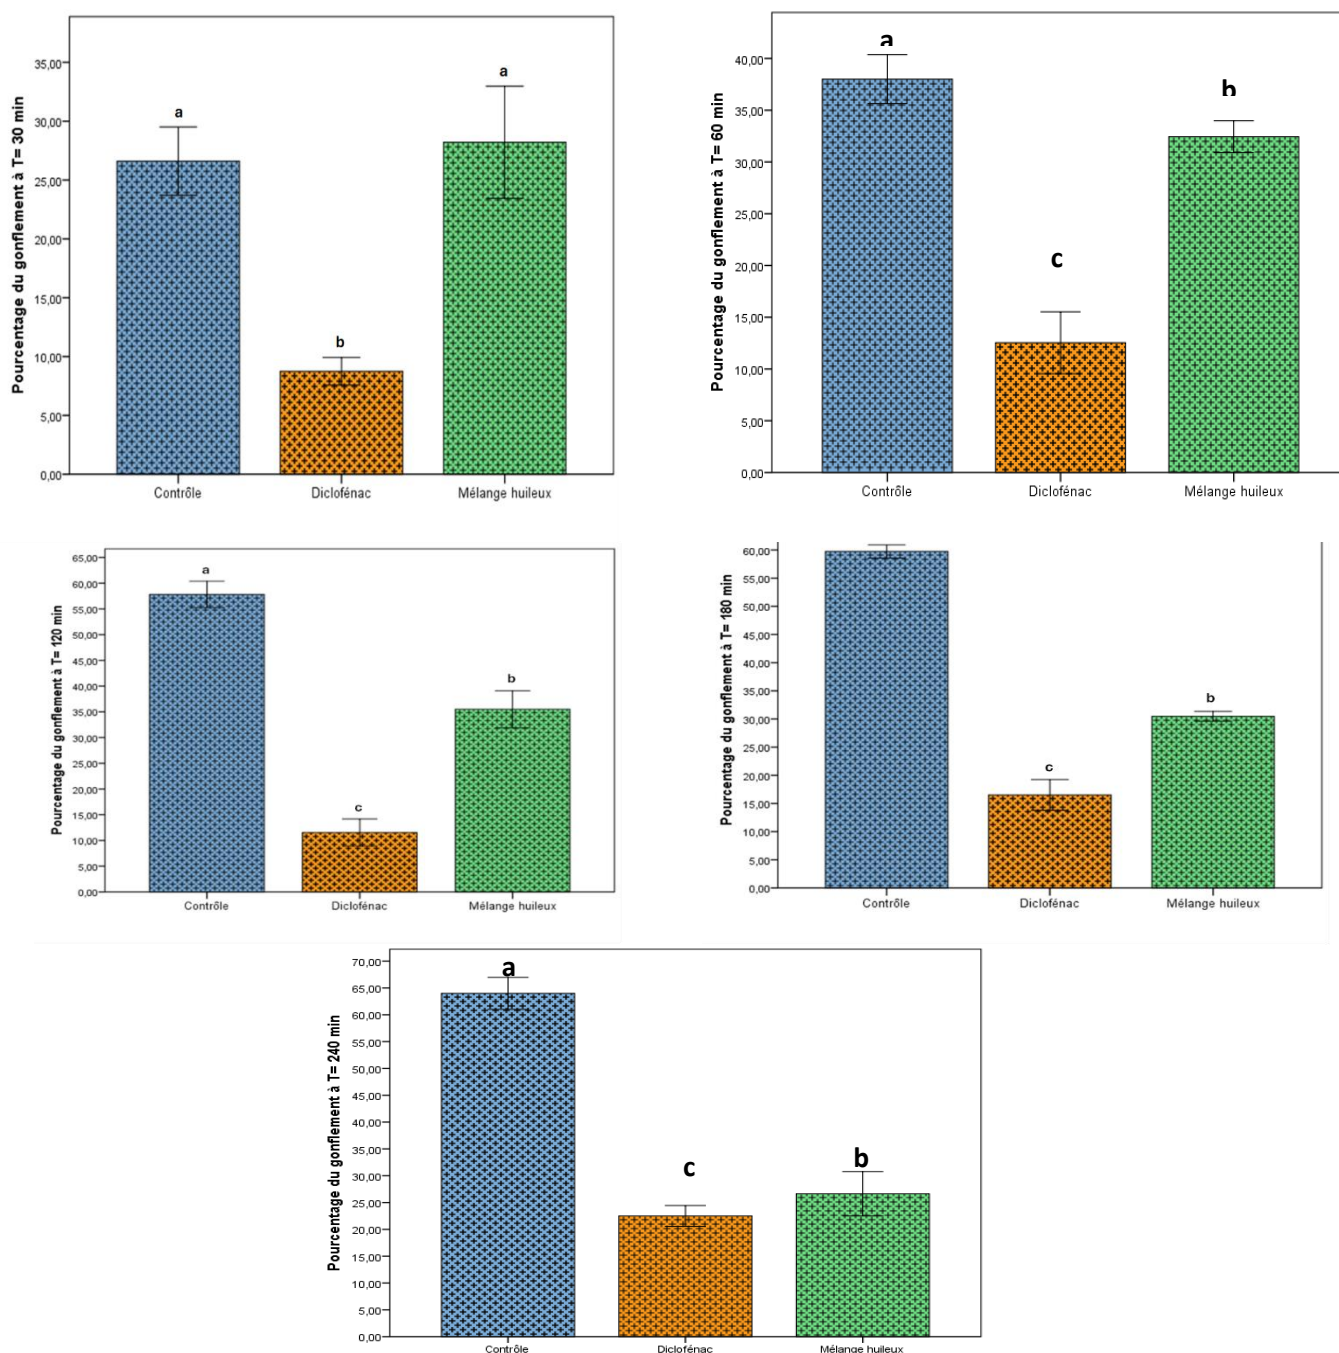 Pourcentage du gonflement à T= 30 min
35,00
30,00
25,00
20,00
15,00
10,00
5,00
0,00
a
b
a
Contrôle
Diclofénac
Mélange huileux
Pourcentage du gonflement à T= 60 min
40,00
35,00
30,00
25,00
20,00
15,00
10,00
5,00
0,00
a
c
b
Contrôle
Diclofénac
Mélange huileux
Pourcentage du gonflement à T= 120 min
65,00
60,00
55,00
50,00
45,00
40,00
35,00
30,00
25,00
20,00
15,00
10,00
5,00
0,00
a
c
b
Contrôle
Diclofénac
Mélange huileux
Pourcentage du gonflement à T= 180 min
60,00
55,00
50,00
45,00
40,00
35,00
30,00
25,00
20,00
15,00
10,00
5,00
0,00
c
b
Contrôle
Diclofénac
Mélange huileux
Pourcentage du gonflement à T= 240 min
70,00
65,00
60,00
55,00
50,00
45,00
40,00
35,00
30,00
25,00
20,00
15,00
10,00
5,00
0,00
a
c
b
Contrôle
Diclofénac
Mélange huileux